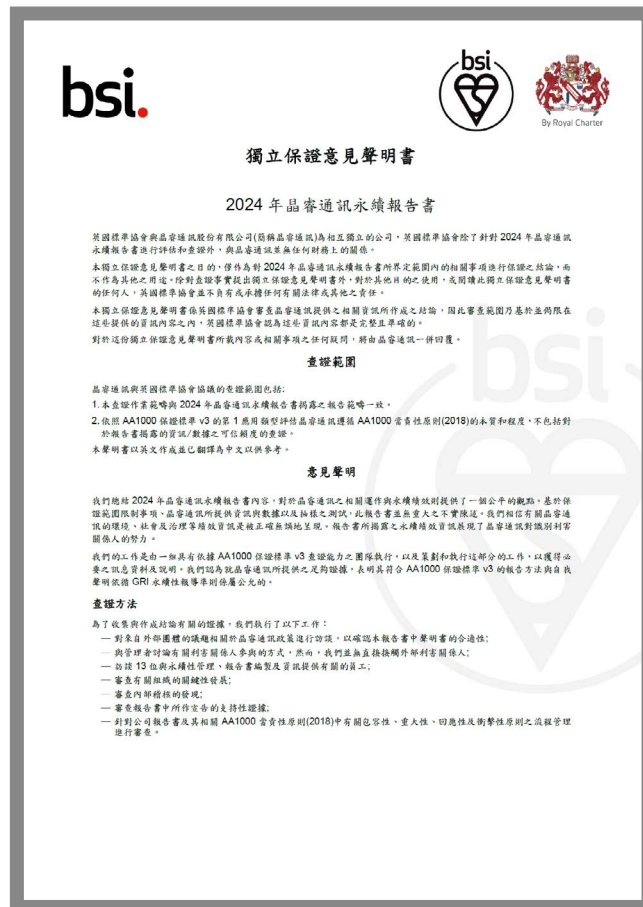 bsi.
bsi
By Royal Charter
獨立保證意見聲明書
2024 年晶睿通訊永續報告書
英國標準協會與晶睿通訊股份有限公司(簡稱晶睿通訊)為相互獨立的公司，英國標準協會除了針對 2024 年晶睿通訊永
續報告書進行評估和查證外，與晶睿通訊並無任何財務上的關係。
本獨立保證意見聲明書之目的，僅作為對 2024 年晶睿通訊永續報告書所界定範圍內的相關事項進行保證之結論，而
不作為其他之用途。除對查證事實提出獨立保證意見聲明書外，對於其他目的之使用，或閱讀此獨立保證意見聲明書
的任何人，英國標準協會並不負有或承擔任何有關法律或其他之責任。
本獨立保證意見聲明書係英國標準協會審查晶睿通訊提供之相關資訊所作成之結論，因此審查範圍乃基於並侷限在
這些提供的資訊內容之內，英國標準協會認為這些資訊內容都是完整且準確的。
對於這份獨立保證意見聲明書所載內容或相關事項之任何疑問，將由晶睿通訊一併回覆。
查證範圍
晶睿通訊與英國標準協會協議的查證範圍包括:
1. 本查證作業範疇與 2024 年晶睿通訊永續報告書揭露之報告範疇一致。
2. 依照 AA1000 保證標準 v3 的第 1 應用類型評估晶睿通訊遵循 AA1000 當責性原則(2018)的本質和程度，不包括對
於報告書揭露的資訊/數據之可信賴度的查證。
本聲明書以英文作成並已翻譯為中文以供參考。
意見聲明
我們總結 2024 年晶睿通訊永續報告書內容，對於晶睿通訊之相關運作與永續績效則提供了一個公平的觀點。基於保
證範圍限制事項、晶睿通訊所提供資訊與數據以及抽樣之測試，此報告書並無重大之不實陳述。我們相信有關晶睿通
訊的環境、社會及治理等績效資訊是被正確無誤地呈現。報告書所揭露之永續績效資訊展現了晶睿通訊對識別利害
關係人的努力。
我們的工作是由一組具有依據 AA1000 保證標準 v3 查證能力之團隊執行，以及策劃和執行這部分的工作，以獲得必
要之訊息資料及說明。我們認為就晶睿通訊所提供之足夠證據，表明其符合 AA1000 保證標準 v3 的報告方法與自我
聲明依循 GRI 永續性報導準則係屬公允的。
查證方法
為了收集與作成結論有關的證據，我們執行了以下工作：
— 對來自外部團體的議題相關於晶睿通訊政策進行訪談，以確認本報告書中聲明書的合適性;
— 與管理者討論有關利害關係人參與的方式，然而，我們並無直接接觸外部利害關係人;
— 訪談 13 位與永續性管理、報告書編製及資訊提供有關的員工;
— 審查有關組織的關鍵性發展;
— 審查內部稽核的發現;
— 審查報告書中所作宣告的支持性證據;
— 針對公司報告書及其相關 AA1000 當責性原則(2018)中有關包容性、重大性、回應性及衝擊性原則之流程管理
進行審查。